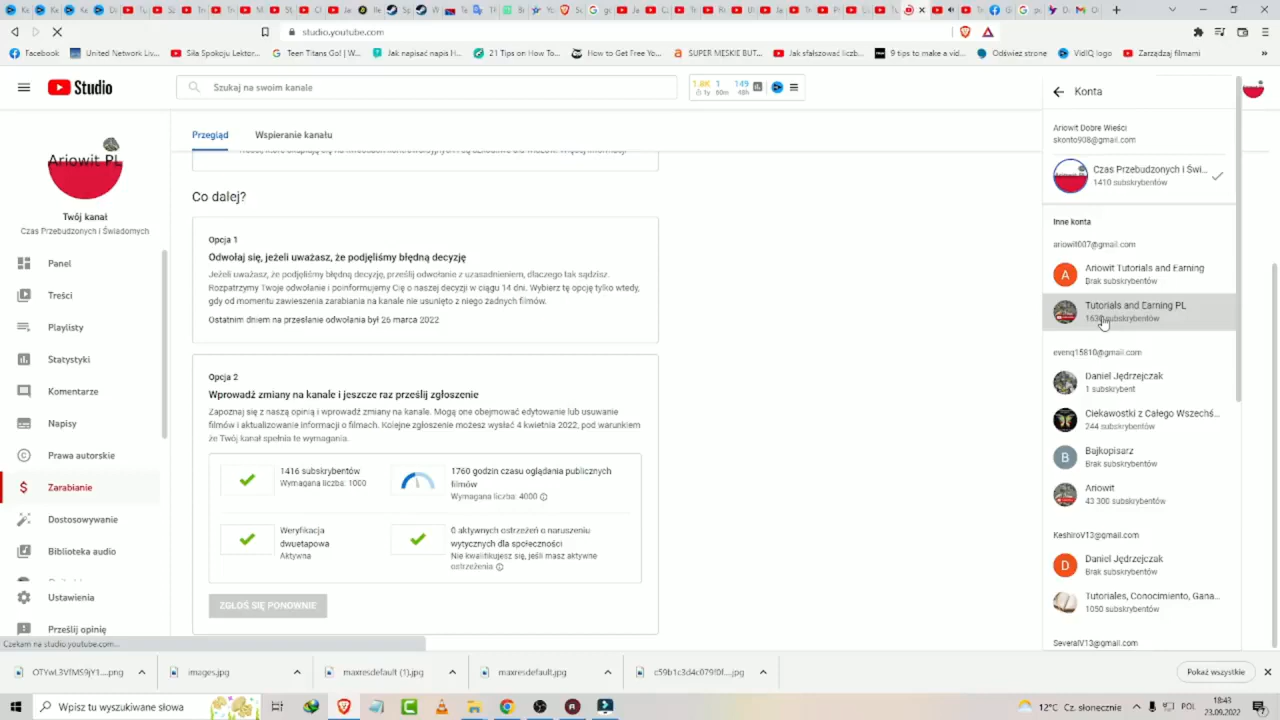 studio.youtube.com
Facebook
United Network Liv...
Siła Spokoju Lektor...
Teen Titans Go! | W...
Jak napisać napis H...
21 Tips on How To...
How to Get Free Yo...
SUPER MĘSKIE BUT...
Jak sfałszować liczb...
9 tips to make a vid...
Odśwież stronę
VidIQ logo
Zarządzaj filmami
Studio
Szukaj na swoim kanale
1.8K 1 149
1y 60m 48h
Konta
Ariowit Dobre Wieści
skonto908@gmail.com
Czas Przebudzonych i Świ...
1410 subskrybentów
Inne konta
ariowit007@gmail.com
A
Ariowit Tutorials and Earning
Brak subskrybentów
Tutorials and Earning PL
1630 subskrybentów
evenq15810@gmail.com
Daniel Jędrzejczak
1 subskrybent
Ciekawostki z Całego Wszechś...
244 subskrybentów
B
Bajkopisarz
Brak subskrybentów
Ariowit
43 300 subskrybentów
KeshiroV13@gmail.com
D
Daniel Jędrzejczak
Brak subskrybentów
Tutoriales, Conocimiento, Gana...
1050 subskrybentów
SeveralV13@gmail.com
Ariowit PL
Twój kanał
Czas Przebudzonych i Świadomych
Panel
Treści
Playlisty
Statystyki
Komentarze
Napisy
Prawa autorskie
Zarabianie
Dostosowywanie
Biblioteka audio
Ustawienia
Prześlij opinię
Czekam na studio.youtube.com...
Przegląd
Wspieranie kanału
Co dalej?
Opcja 1
Odwołaj się, jeżeli uważasz, że podjęliśmy błędną decyzję
Jeżeli uważasz, że podjęliśmy błędną decyzję, prześlij odwołanie z uzasadnieniem, dlaczego tak sądzisz.
Rozpatrzymy Twoje odwołanie i poinformujemy Cię o naszej decyzji w ciągu 14 dni. Wybierz tę opcję tylko wtedy,
gdy od momentu zawieszenia zarabiania na kanale nie usunięto z niego żadnych filmów.
Ostatnim dniem na przesłanie odwołania był 26 marca 2022
Opcja 2
Wprowadź zmiany na kanale i jeszcze raz prześlij zgłoszenie
Zapoznaj się z naszą opinią i wprowadź zmiany na kanale. Mogą one obejmować edytowanie lub usuwanie
filmów i aktualizowanie informacji o filmach. Kolejne zgłoszenie możesz wysłać 4 kwietnia 2022, pod warunkiem
że Twój kanał spełnia te wymagania.
1416 subskrybentów
Wymagana liczba: 1000
1760 godzin czasu oglądania publicznych
filmów
Wymagana liczba: 4000
Weryfikacja
dwuetapowa
Aktywna
0 aktywnych ostrzeżeń o naruszeniu
wytycznych dla społeczności
Nie kwalifikujesz się, jeśli masz aktywne
ostrzeżenia
ZGŁOŚ SIĘ PONOWNIE
images.jpg
maxresdefault (1).jpg
maxresdefault.jpg
Pokaż wszystkie
Wpisz tu wyszukiwane słowa
12°C Cz. słonecznie
POL
18:43
23.09.2022